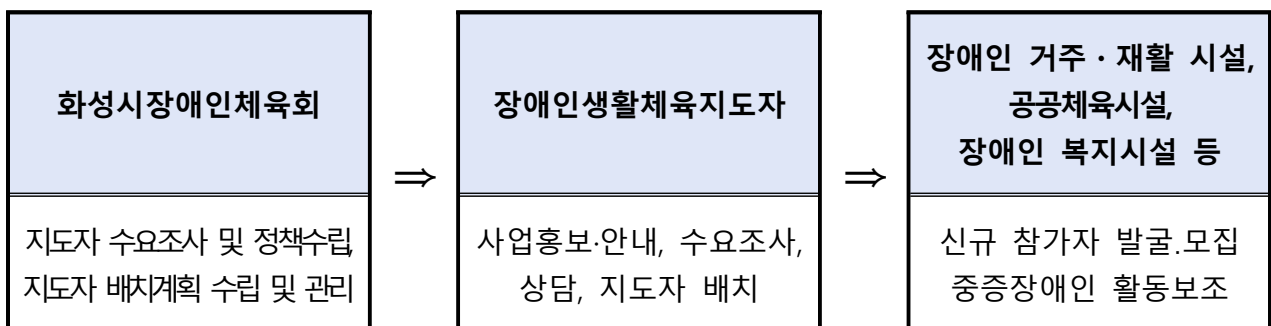 화성시장애인체육회
지도자 수요조사 및 정책수립,
지도자 배치계획 수립 및 관리
⇒
장애인생활체육지도자
사업홍보·안내, 수요조사,
상담, 지도자 배치
⇒
장애인 거주·재활 시설,
공공체육시설,
장애인 복지시설 등
신규 참가자 발굴.모집
중증장애인 활동보조